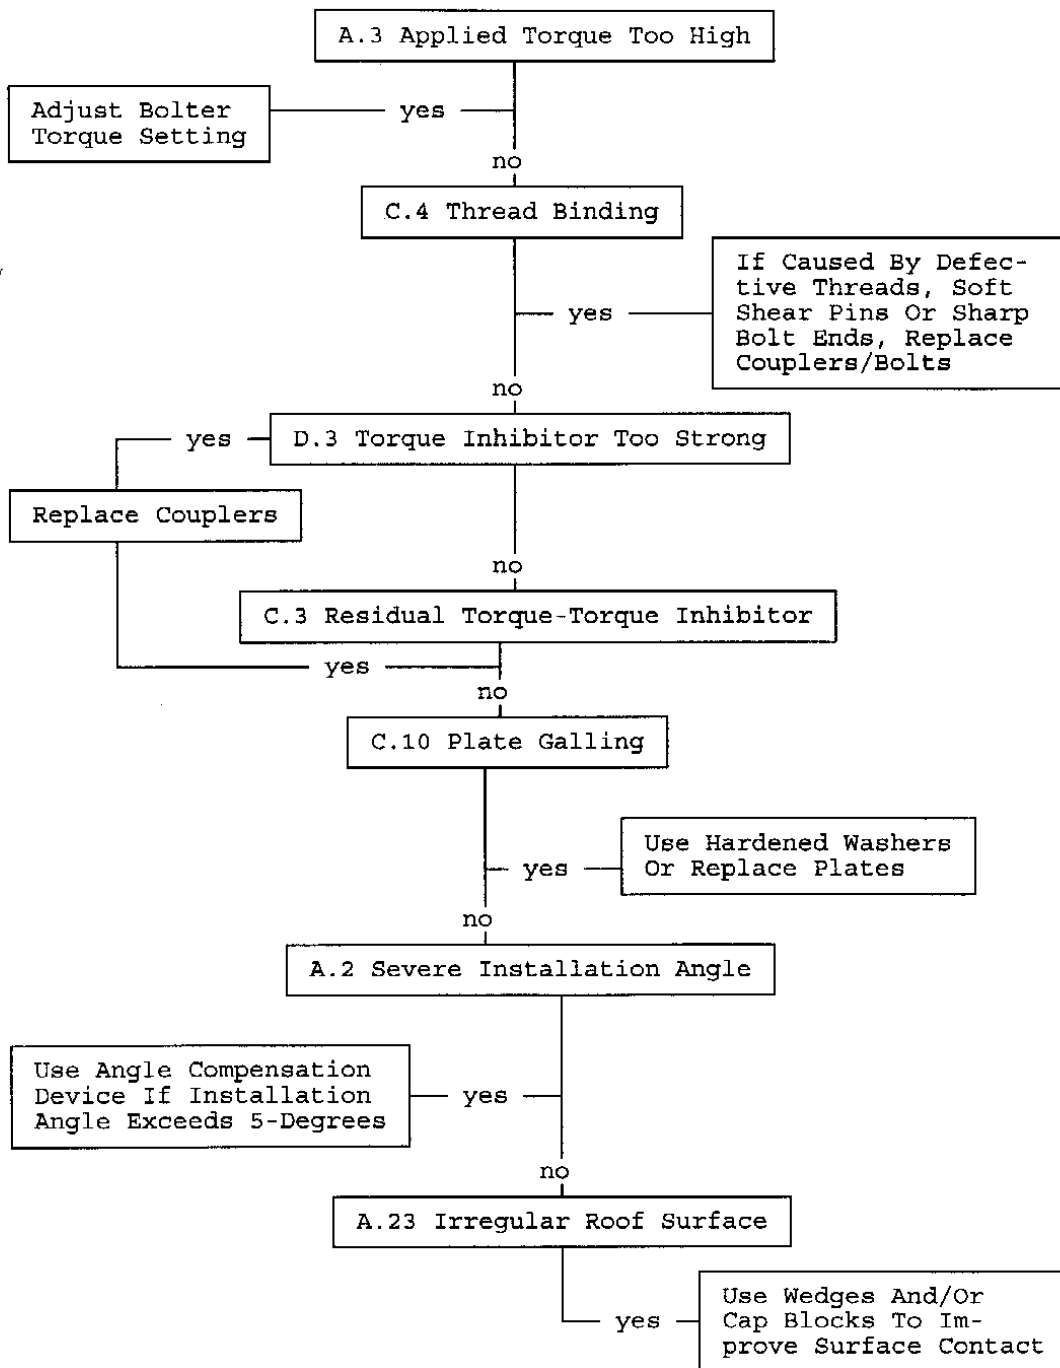 A.3 Applied Torque Too High
Adjust Bolter
Torque Setting
yes
no
C.4 Thread Binding
If Caused By Defec-
tive Threads, Soft
Shear Pins Or Sharp
Bolt Ends, Replace
Couplers/Bolts
yes
no
D.3 Torque Inhibitor Too Strong
yes
Replace Couplers
no
C.3 Residual Torque-Torque Inhibitor
yes
no
C.10 Plate Galling
Use Hardened Washers
Or Replace Plates
yes
no
A.2 Severe Installation Angle
Use Angle Compensation
Device If Installation
Angle Exceeds 5-Degrees
yes
no
A.23 Irregular Roof Surface
Use Wedges And/Or
Cap Blocks To Im-
prove Surface Contact
yes